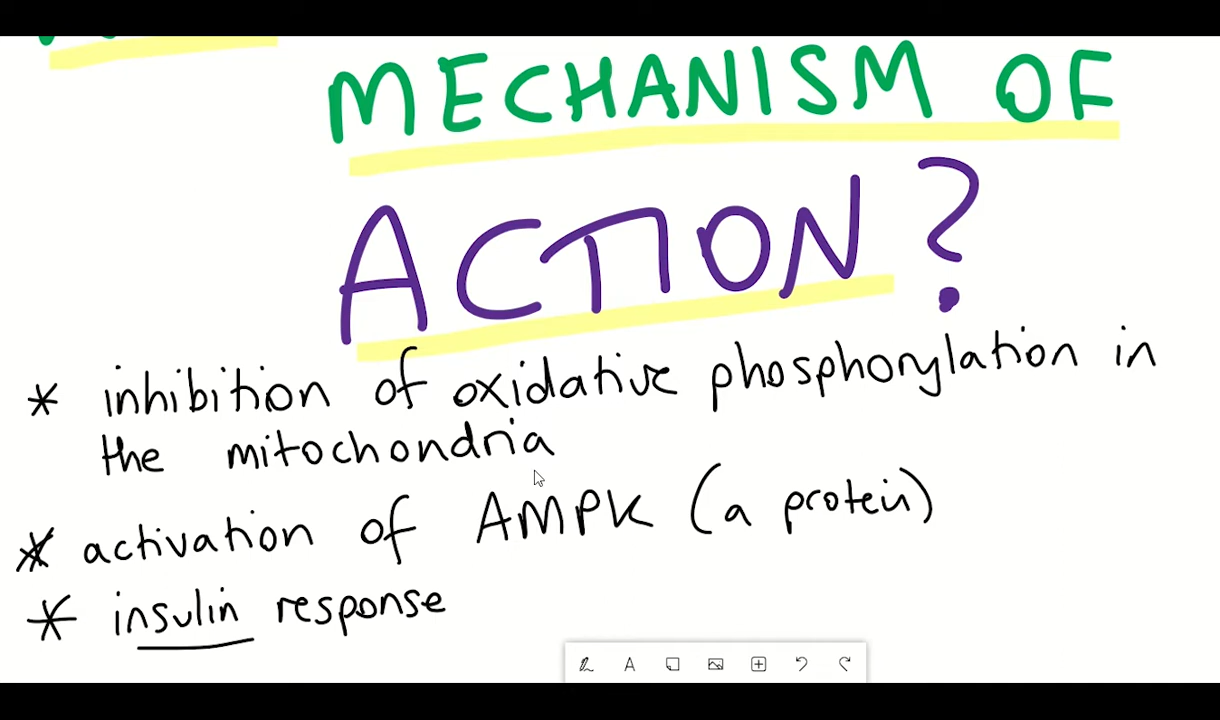 MECHANISM OF
ACTION?
* inhibition of oxidative phosphorylation in
the mitochondria
* activation of AMPK (a protein)
* insulin response
A